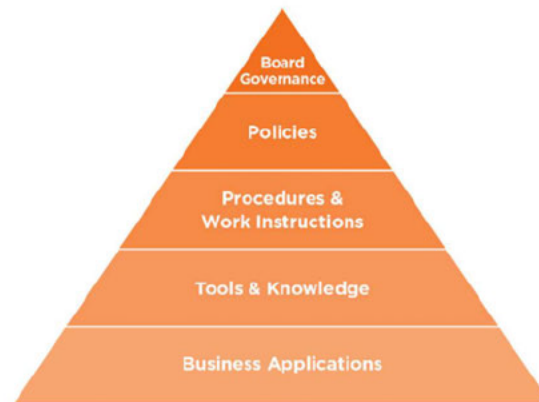 Board
Governance
Policies
Procedures &
Work Instructions
Tools & Knowledge
Business Applications